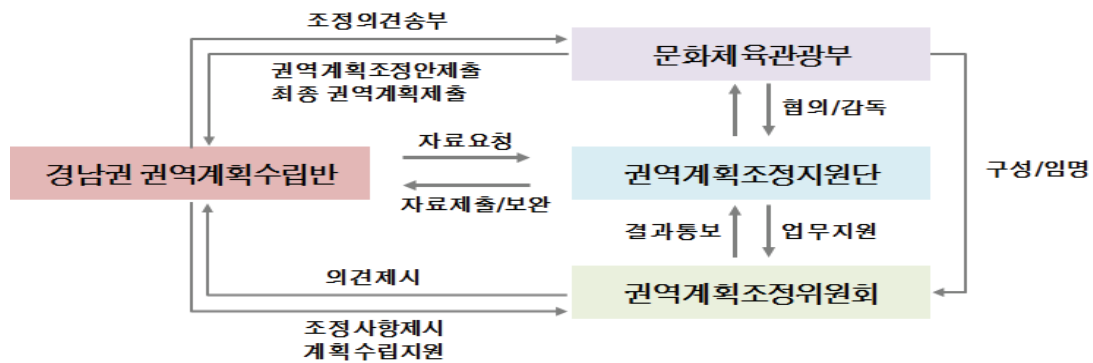 조정의견송부
문화체육관광부
권역계획조정안제출
최종 권역계획제출
협의/감독
자료요청
경남권 권역계획수립반
권역계획조정지원단
구성/임명
자료제출/보완
결과통보
업무지원
의견제시
권역계획조정위원회
조정사항제시
계획수립지원